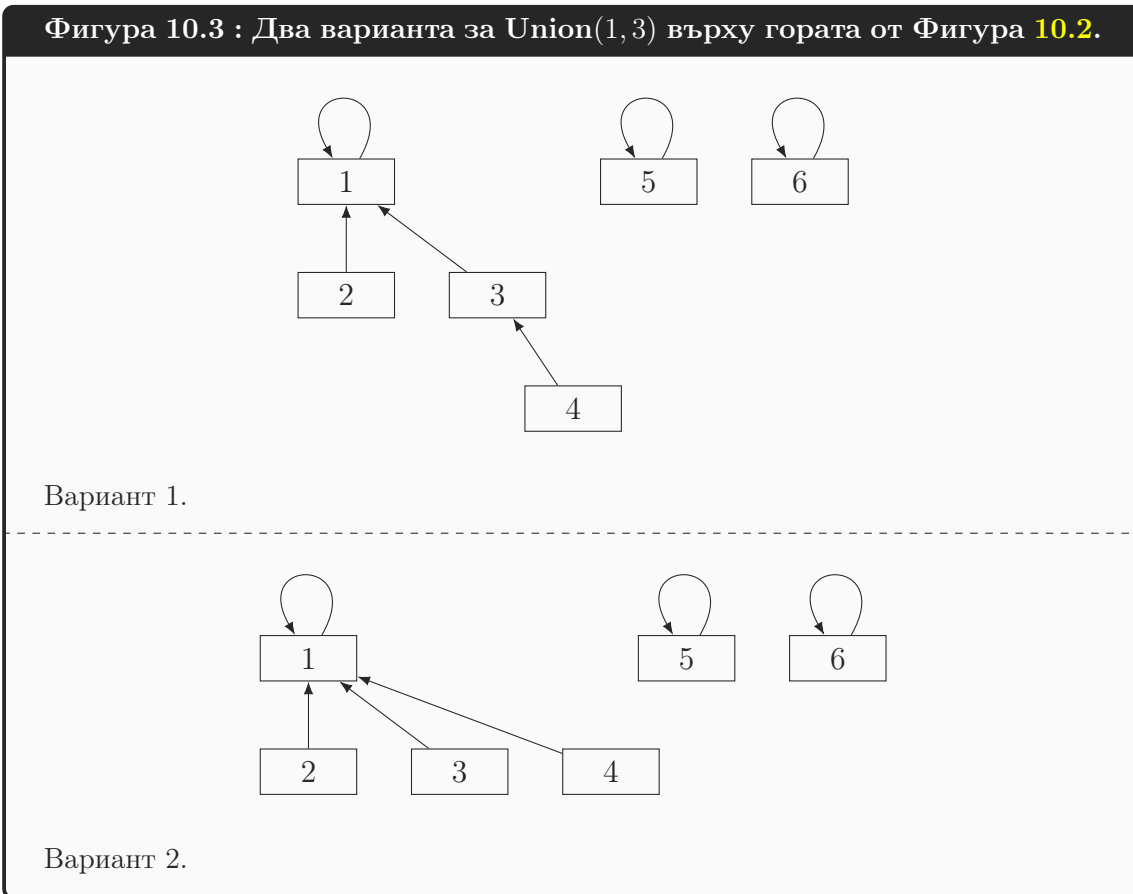 Фигура 10.3 : Два варианта за Union(1, 3) върху гората от Фигура 10.2.
1 5 6
2 3
4
Вариант 1.
1 5 6
2 3 4
Вариант 2.